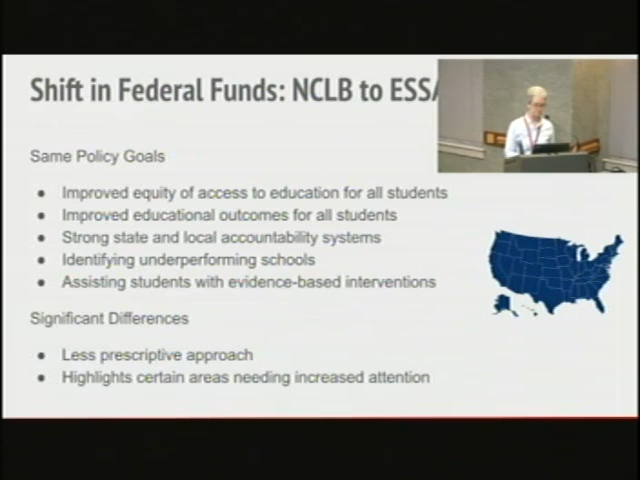 Shift in Federal Funds: NCLB to ESSA
Same Policy Goals
● Improved equity of access to education for all students
● Improved educational outcomes for all students
● Strong state and local accountability systems
● Identifying underperforming schools
● Assisting students with evidence-based interventions
Significant Differences
● Less prescriptive approach
● Highlights certain areas needing increased attention